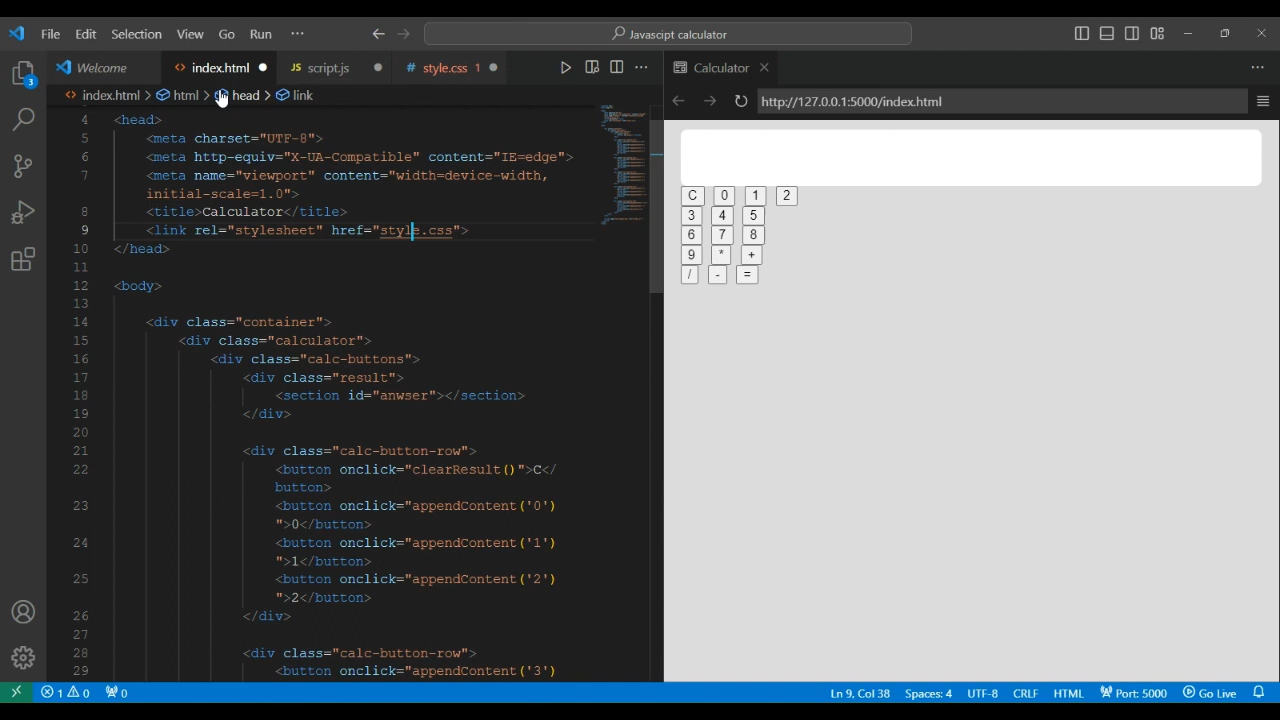 File Edit Selection View Go Run ··· Javascipt calculator
Welcome index.html JS script.js # style.css 1
Calculator
index.html > html > head > link
http://127.0.0.1:5000/index.html
4 <head>
5 <meta charset="UTF-8">
6 <meta http-equiv="X-UA-Compatible" content="IE=edge">
7 <meta name="viewport" content="width=device-width,
initial-scale=1.0">
8 <title>Calculator</title>
9 <link rel="stylesheet" href="style.css">
10 </head>
11
12 <body>
13
14 <div class="container">
15 <div class="calculator">
16 <div class="calc-buttons">
17 <div class="result">
18 <section id="anwser"></section>
19 </div>
20
21 <div class="calc-button-row">
22 <button onclick="clearResult()">C</
button>
23 <button onclick="appendContent('0')
">0</button>
24 <button onclick="appendContent('1')
">1</button>
25 <button onclick="appendContent('2')
">2</button>
26 </div>
27
28 <div class="calc-button-row">
29 <button onclick="appendContent('3')
C 0 1 2
3 4 5
6 7 8
9 * +
/ - =
3
1 0 0 Ln 9, Col 38 Spaces: 4 UTF-8 CRLF HTML Port: 5000 Go Live